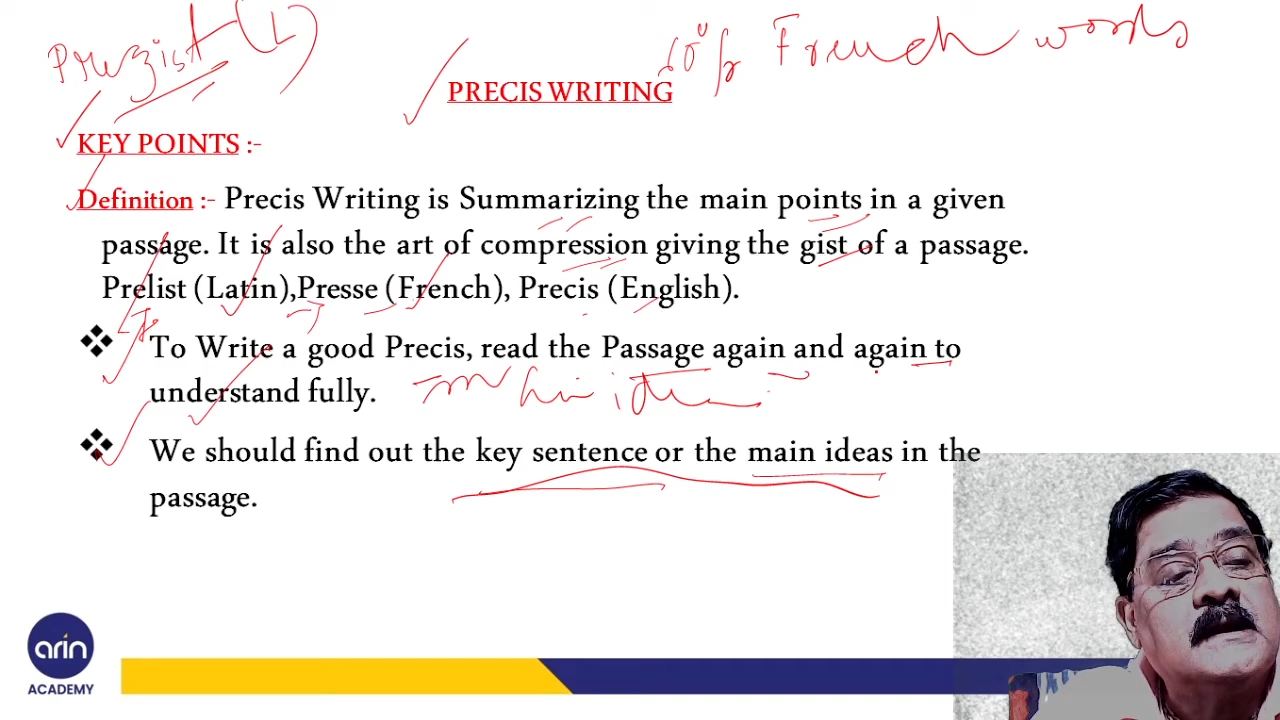 (L)
60% French words
PRECIS WRITING
KEY POINTS :-
Definition :- Precis Writing is Summarizing the main points in a given
passage. It is also the art of compression giving the gist of a passage.
Prelist (Latin),Presse (French), Precis (English).
❖ To Write a good Precis, read the Passage again and again to
understand fully.
❖ We should find out the key sentence or the main ideas in the
passage.
arin
ACADEMY